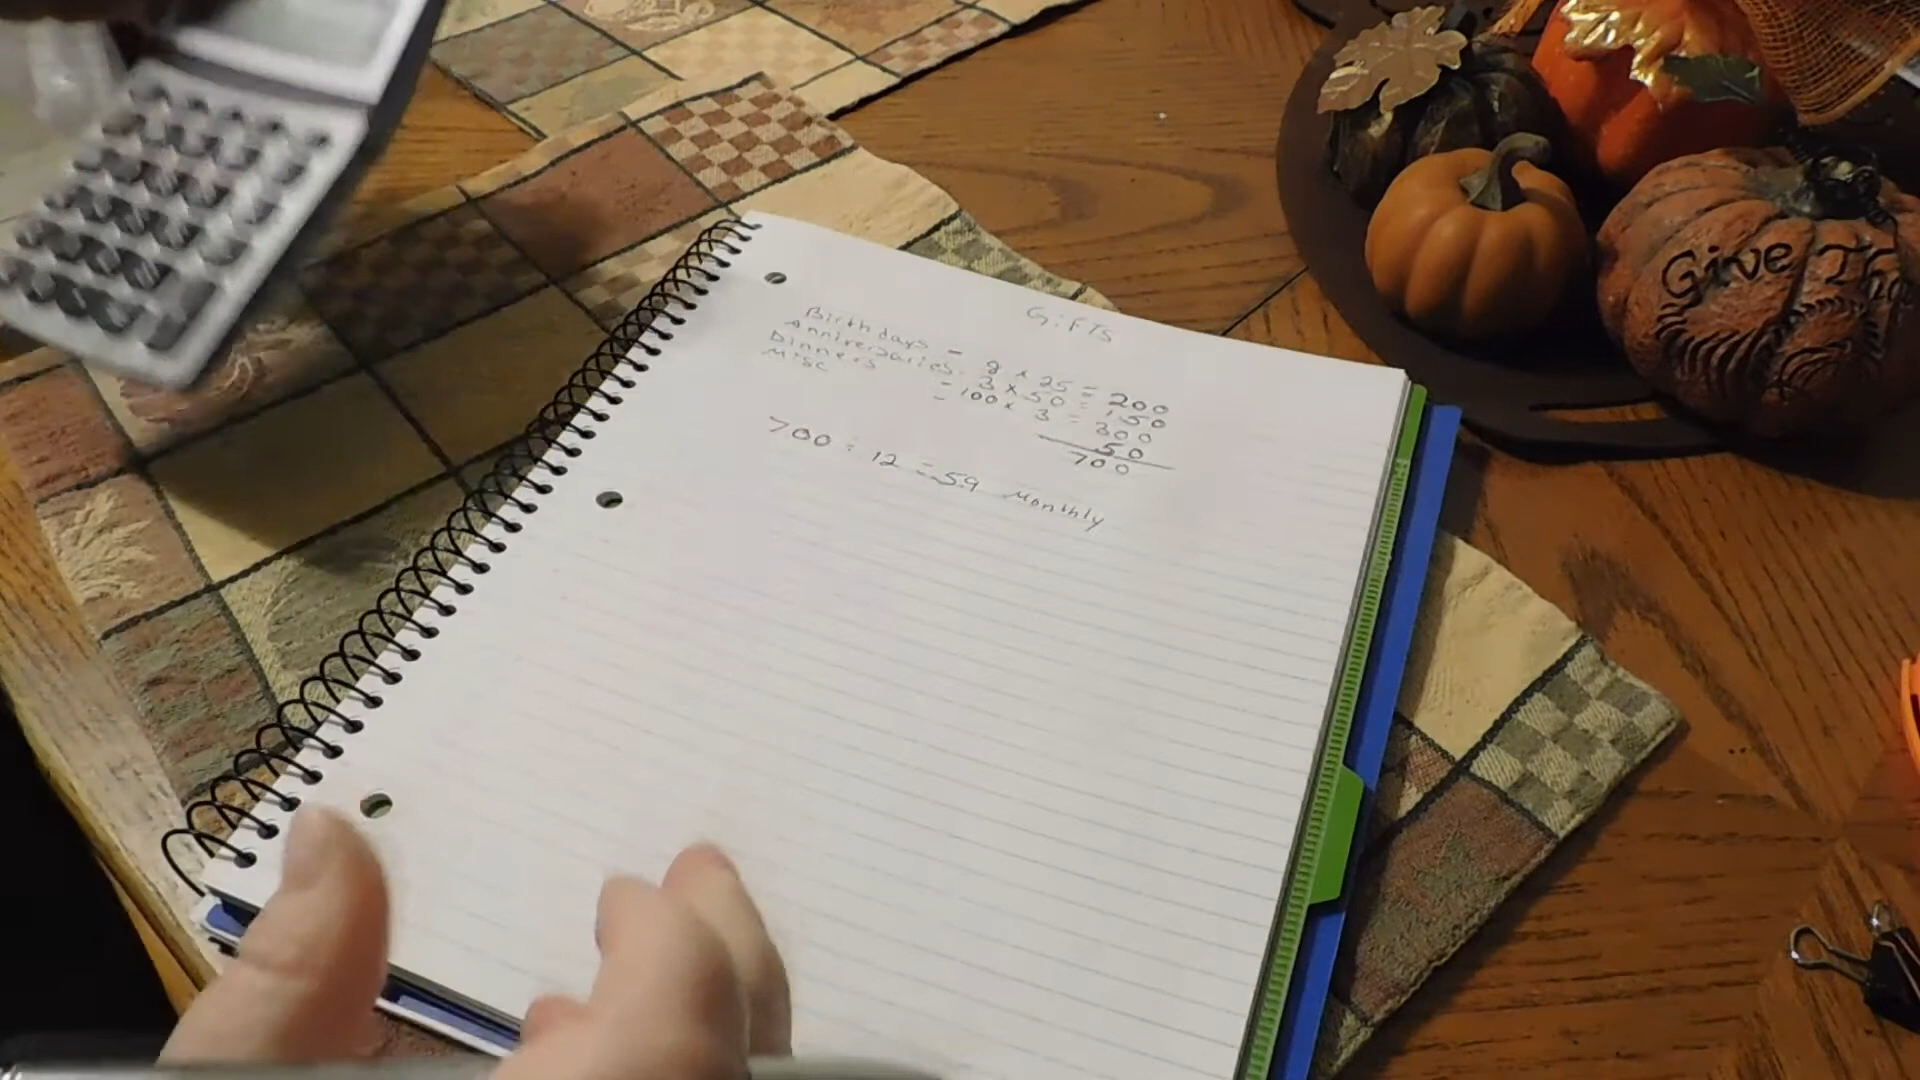 Gifts
Birthdays - 8 x 25 = 200
Anniversaries - 3 x 50 = 150
Dinners = 100 x 3 = 300
Misc 50
700
700 ÷ 12 = 59 Monthly
Give Tha